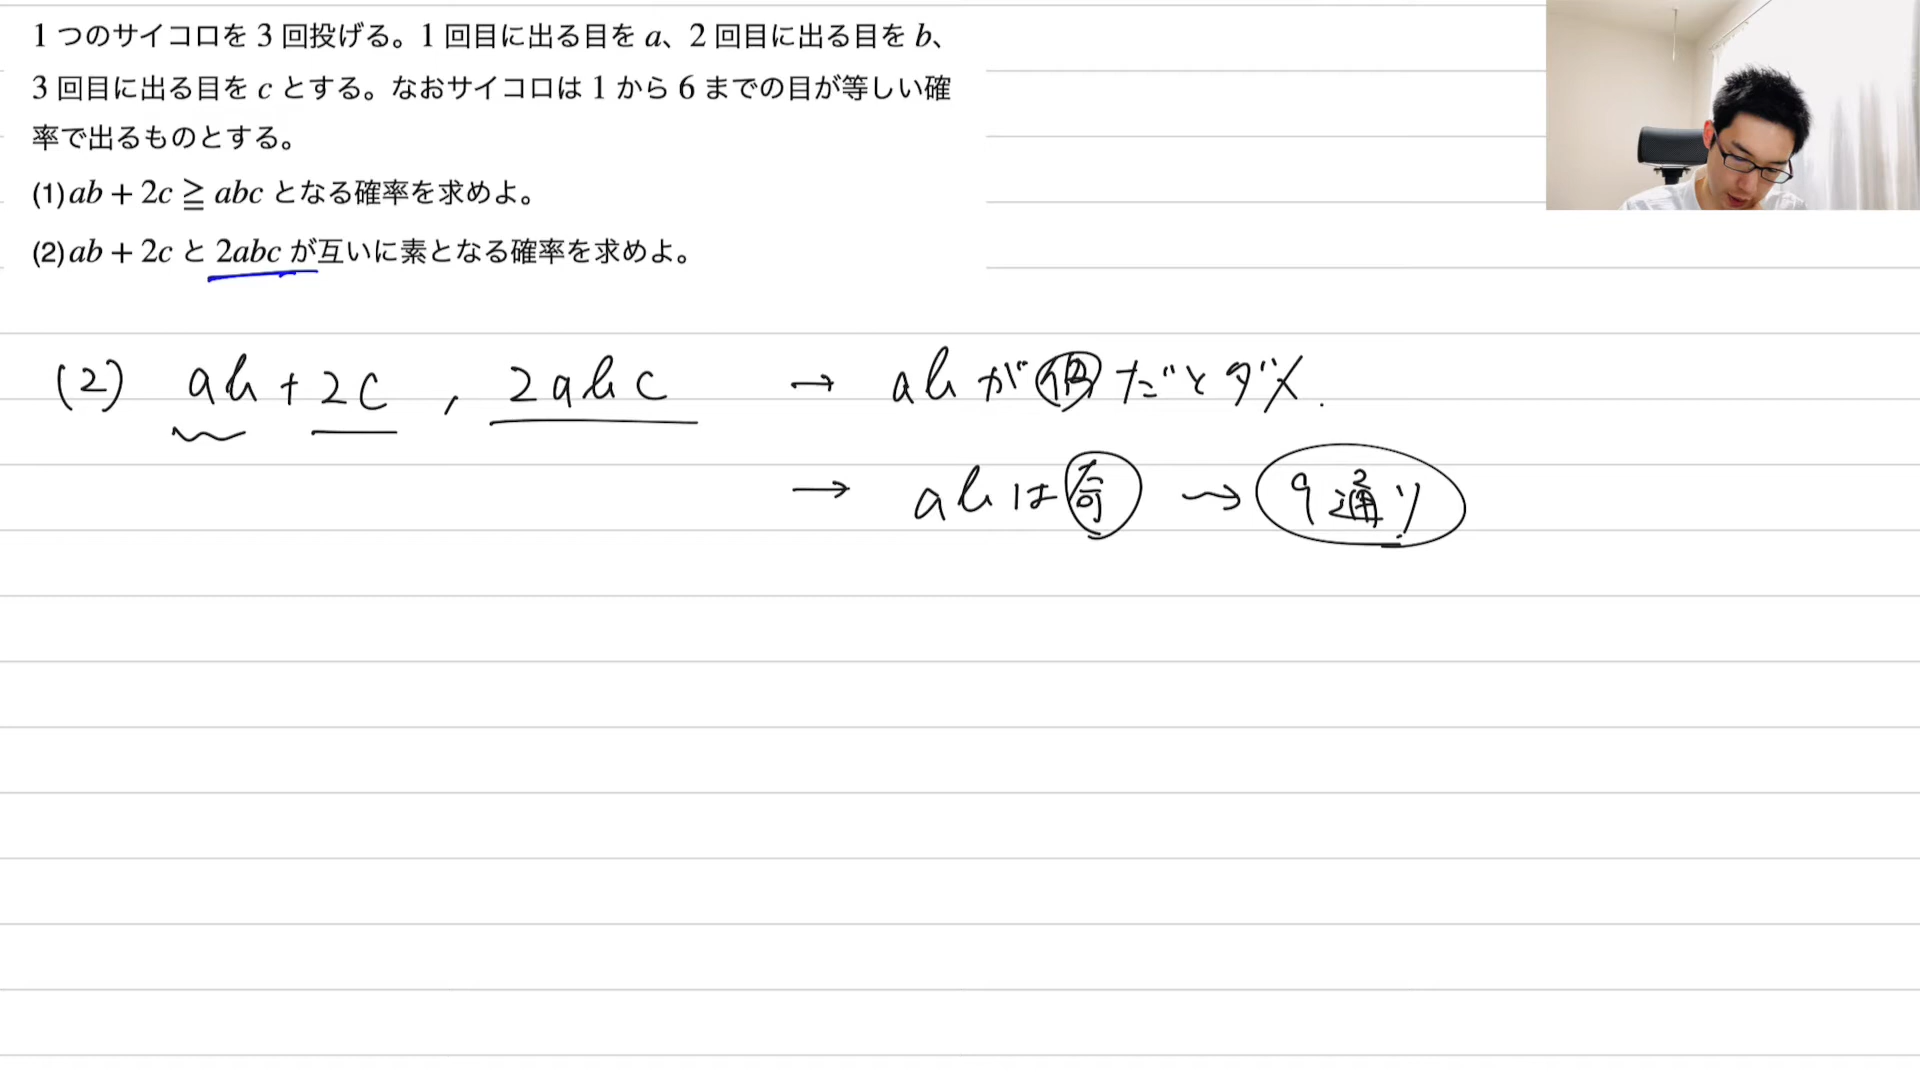 1 つのサイコロを 3 回投げる。1 回目に出る目を a、2 回目に出る目を b、
3 回目に出る目を c とする。なおサイコロは 1 から 6 までの目が等しい確
率で出るものとする。
(1) ab + 2c ≧ abc となる確率を求めよ。
(2) ab + 2c と 2abc が互いに素となる確率を求めよ。
(2) ab + 2c , 2abc → abが偶だとダメ.
→ abは奇 → 9通り